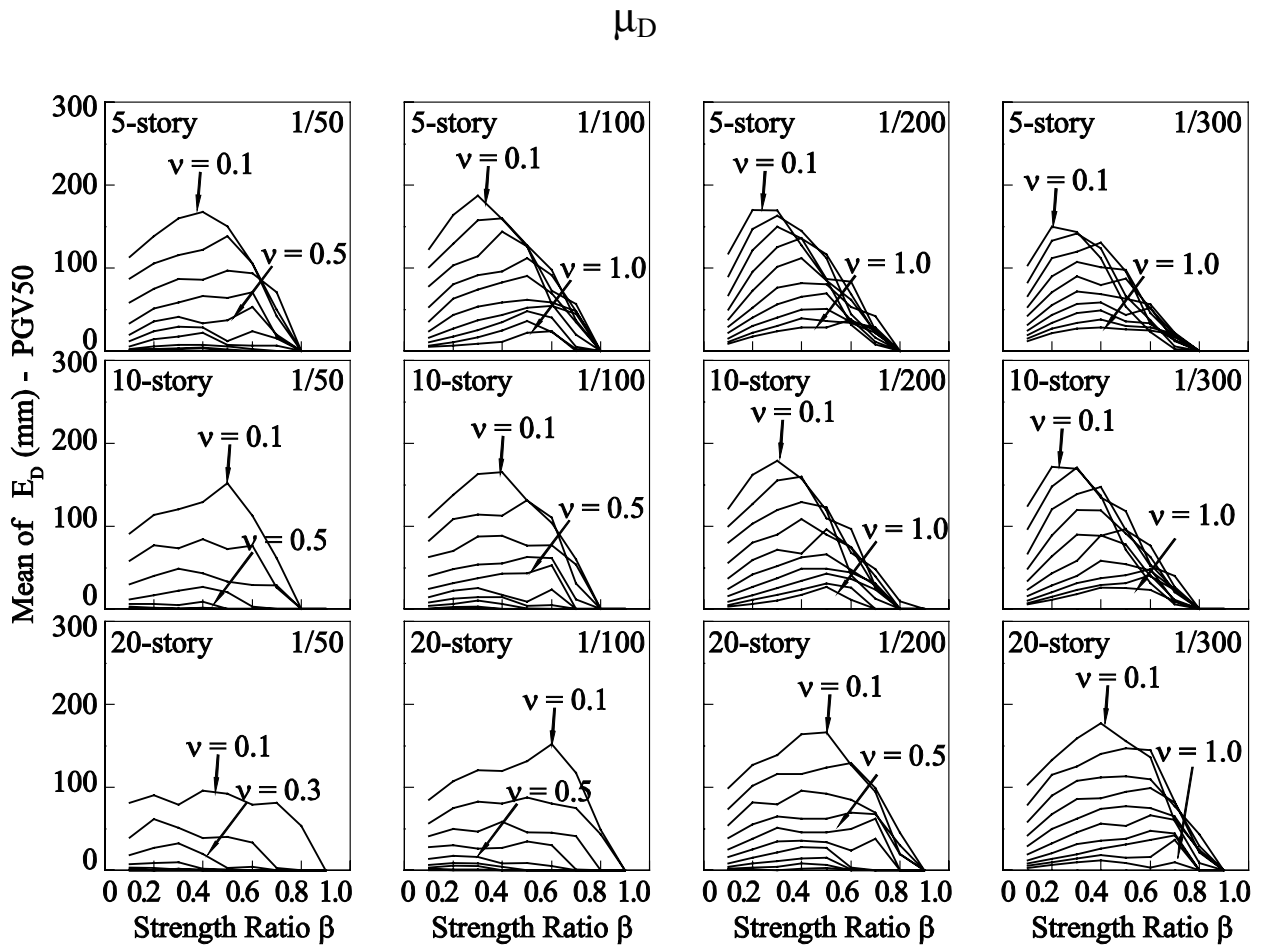 μD
Mean of ED (mm) - PGV50
300
5-story 1/50
5-story 1/100
5-story 1/200
5-story 1/300
ν = 0.1
ν = 0.1
ν = 0.1
ν = 0.1
200
ν = 0.5
ν = 1.0
ν = 1.0
ν = 1.0
100
0
300
10-story 1/50
10-story 1/100
10-story 1/200
10-story 1/300
ν = 0.1
ν = 0.1
ν = 0.1
ν = 0.1
200
ν = 0.5
ν = 0.5
ν = 1.0
ν = 1.0
100
0
300
20-story 1/50
20-story 1/100
20-story 1/200
20-story 1/300
ν = 0.1
ν = 0.1
ν = 0.1
ν = 0.1
200
ν = 0.3
ν = 0.5
ν = 0.5
ν = 1.0
100
0
0 0.2 0.4 0.6 0.8 1.0
0 0.2 0.4 0.6 0.8 1.0
0 0.2 0.4 0.6 0.8 1.0
0 0.2 0.4 0.6 0.8 1.0
Strength Ratio β
Strength Ratio β
Strength Ratio β
Strength Ratio β